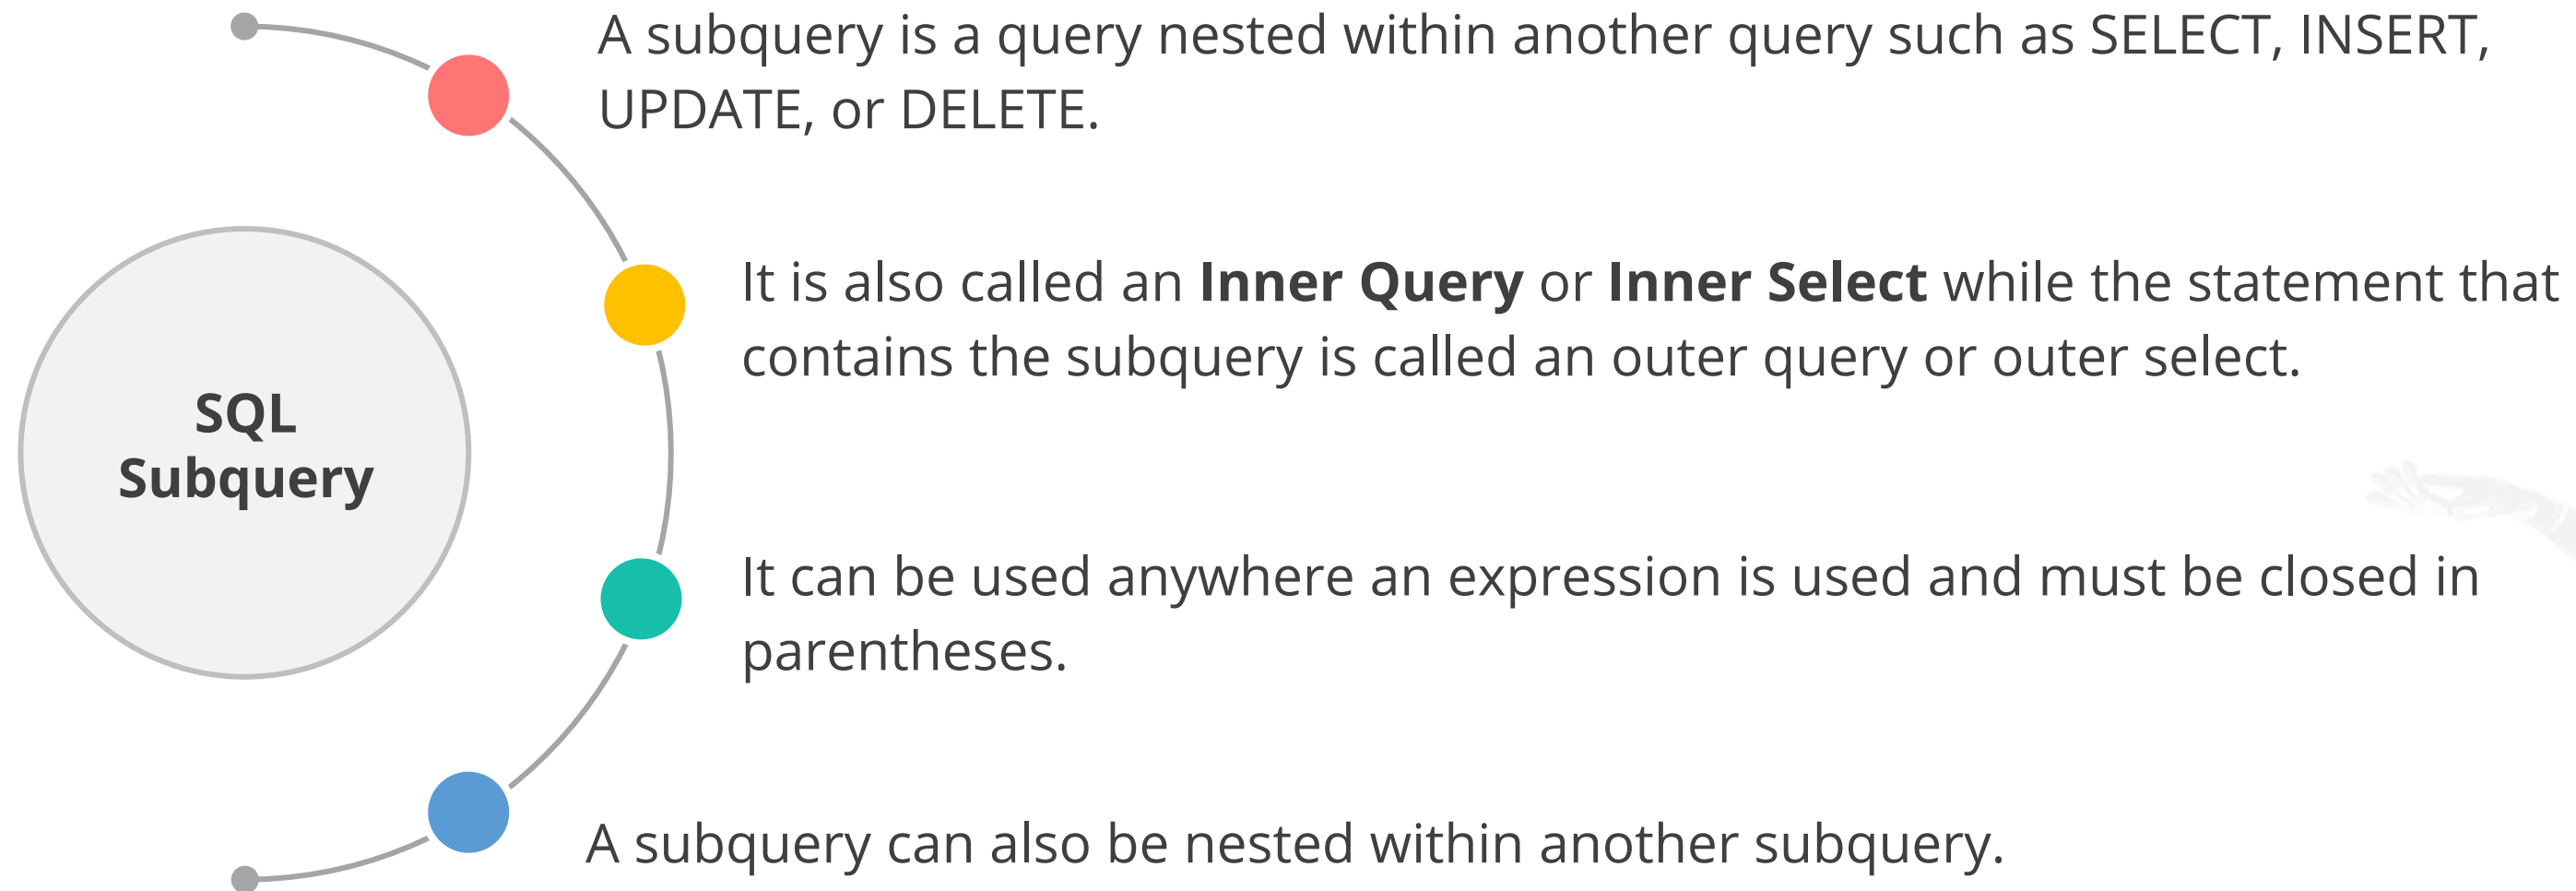 A subquery is a query nested within another query such as SELECT, INSERT,
UPDATE, or DELETE.
It is also called an Inner Query or Inner Select while the statement that
contains the subquery is called an outer query or outer select.
SQL
Subquery
It can be used anywhere an expression is used and must be closed in
parentheses.
A subquery can also be nested within another subquery.